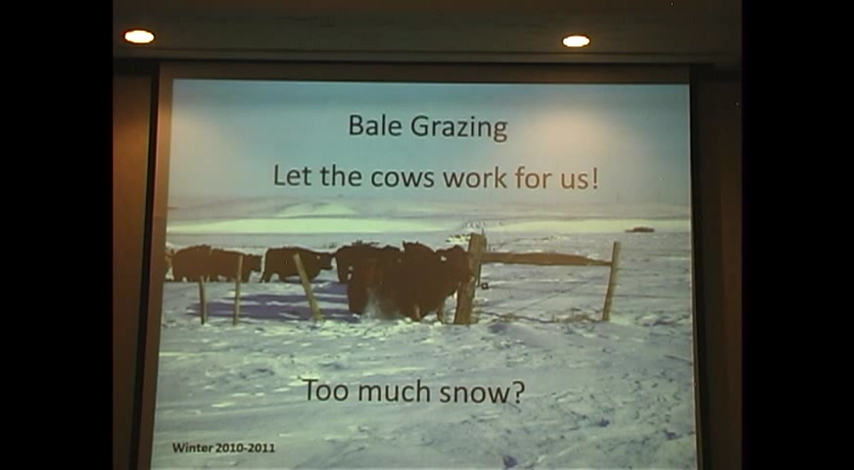 Bale Grazing
Let the cows work for us!
Too much snow?
Winter 2010-2011